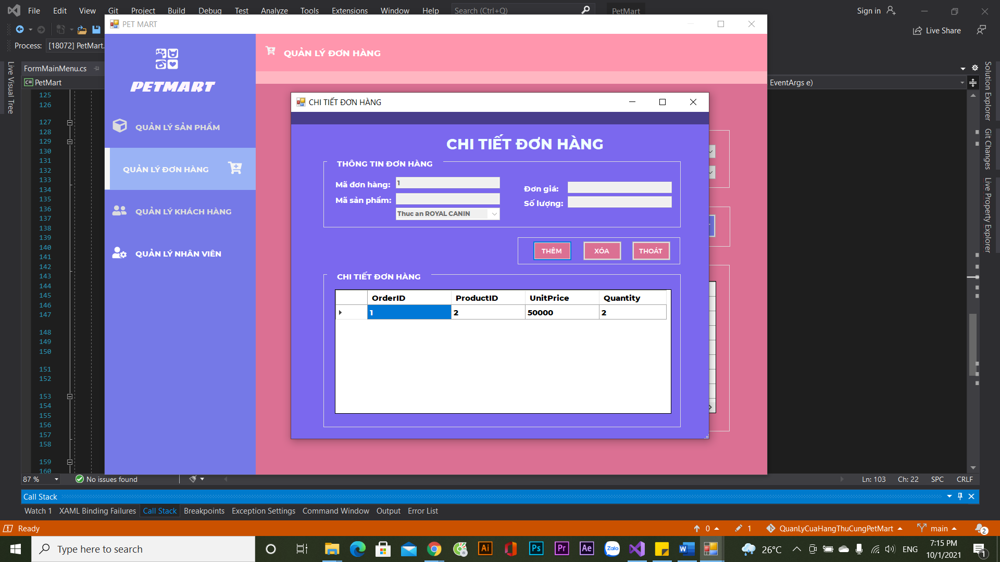 File Edit View Git Project Build Debug Test Analyze Tools Extensions Window Help Search (Ctrl+Q) PetMart Sign in
Live Share
Process: [18072] PetMart.
PET MART
PETMART
QUẢN LÝ SẢN PHẨM
QUẢN LÝ ĐƠN HÀNG
QUẢN LÝ KHÁCH HÀNG
QUẢN LÝ NHÂN VIÊN
QUẢN LÝ ĐƠN HÀNG
CHI TIẾT ĐƠN HÀNG
CHI TIẾT ĐƠN HÀNG
THÔNG TIN ĐƠN HÀNG
Mã đơn hàng: 1
Mã sản phẩm:
Thuc an ROYAL CANIN
Đơn giá:
Số lượng:
THÊM XÓA THOÁT
CHI TIẾT ĐƠN HÀNG
OrderID ProductID UnitPrice Quantity
1 2 50000 2
Live Visual Tree
FormMainMenu.cs
C# PetMart
EventArgs e)
125
126
127
128
129
130
131
132
133
134
135
136
137
138
139
140
141
142
143
144
145
146
147
148
149
150
151
152
153
154
155
156
157
158
159
160
Solution Explorer
Git Changes
Live Property Explorer
87 % No issues found Ln: 103 Ch: 22 SPC CRLF
Call Stack
Watch 1 XAML Binding Failures Call Stack Breakpoints Exception Settings Command Window Output Error List
Ready 0 1 QuanLyCuaHangThuCungPetMart main 2
Type here to search Ai Ps Pr Ae Zalo 26°C ENG 7:15 PM
10/1/2021 1